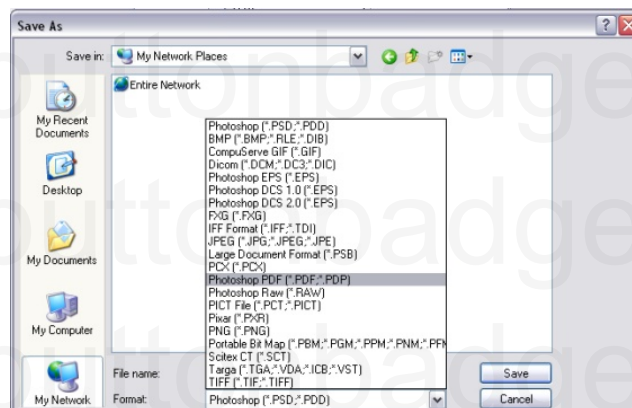 Save As
Save in:
My Network Places
Entire Network
My Recent
Documents
Desktop
My Documents
My Computer
My Network
Photoshop (*.PSD;*.PDD)
BMP (*.BMP;*.RLE;*.DIB)
CompuServe GIF (*.GIF)
Dicom (*.DCM;*.DC3;*.DIC)
Photoshop EPS (*.EPS)
Photoshop DCS 1.0 (*.EPS)
Photoshop DCS 2.0 (*.EPS)
FXG (*.FXG)
IFF Format (*.IFF;*.TDI)
JPEG (*.JPG;*.JPEG;*.JPE)
Large Document Format (*.PSB)
PCX (*.PCX)
Photoshop PDF (*.PDF;*.PDP)
Photoshop Raw (*.RAW)
PICT File (*.PCT;*.PICT)
Pixar (*.PXR)
PNG (*.PNG)
Portable Bit Map (*.PBM;*.PGM;*.PPM;*.PNM;*.PFM
Scitex CT (*.SCT)
Targa (*.TGA;*.VDA;*.ICB;*.VST)
TIFF (*.TIF;*.TIFF)
File name:
Save
Format:
Photoshop (*.PSD;*.PDD)
Cancel
buttonbadge
buttonbadge
buttonbadge